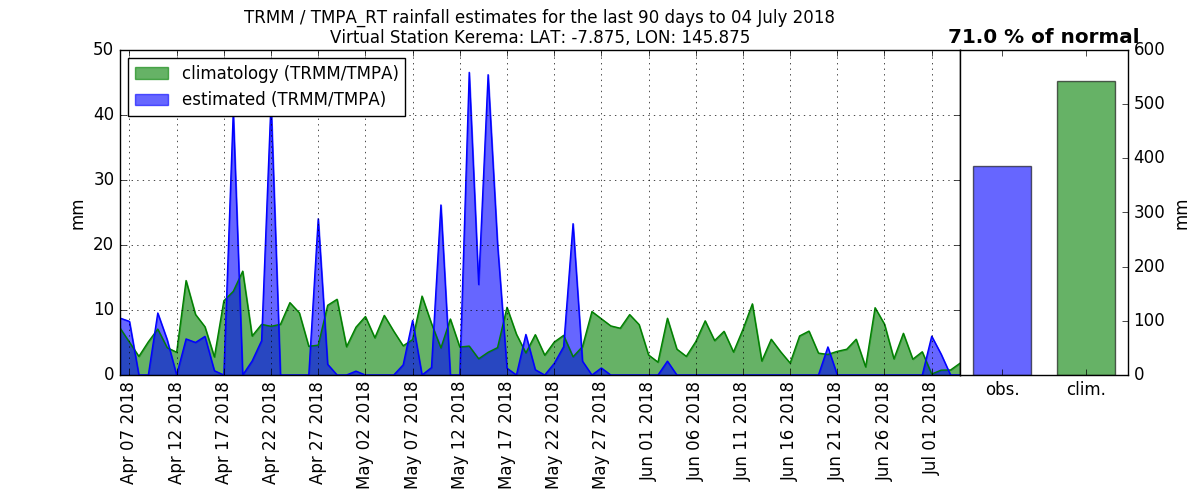 TRMM / TMPA_RT rainfall estimates for the last 90 days to 04 July 2018
Virtual Station Kerema: LAT: -7.875, LON: 145.875
71.0 % of normal
climatology (TRMM/TMPA)
estimated (TRMM/TMPA)
50
40
30
20
10
0
mm
Apr 07 2018
Apr 12 2018
Apr 17 2018
Apr 22 2018
Apr 27 2018
May 02 2018
May 07 2018
May 12 2018
May 17 2018
May 22 2018
May 27 2018
Jun 01 2018
Jun 06 2018
Jun 11 2018
Jun 16 2018
Jun 21 2018
Jun 26 2018
Jul 01 2018
obs.
clim.
600
500
400
300
200
100
0
mm